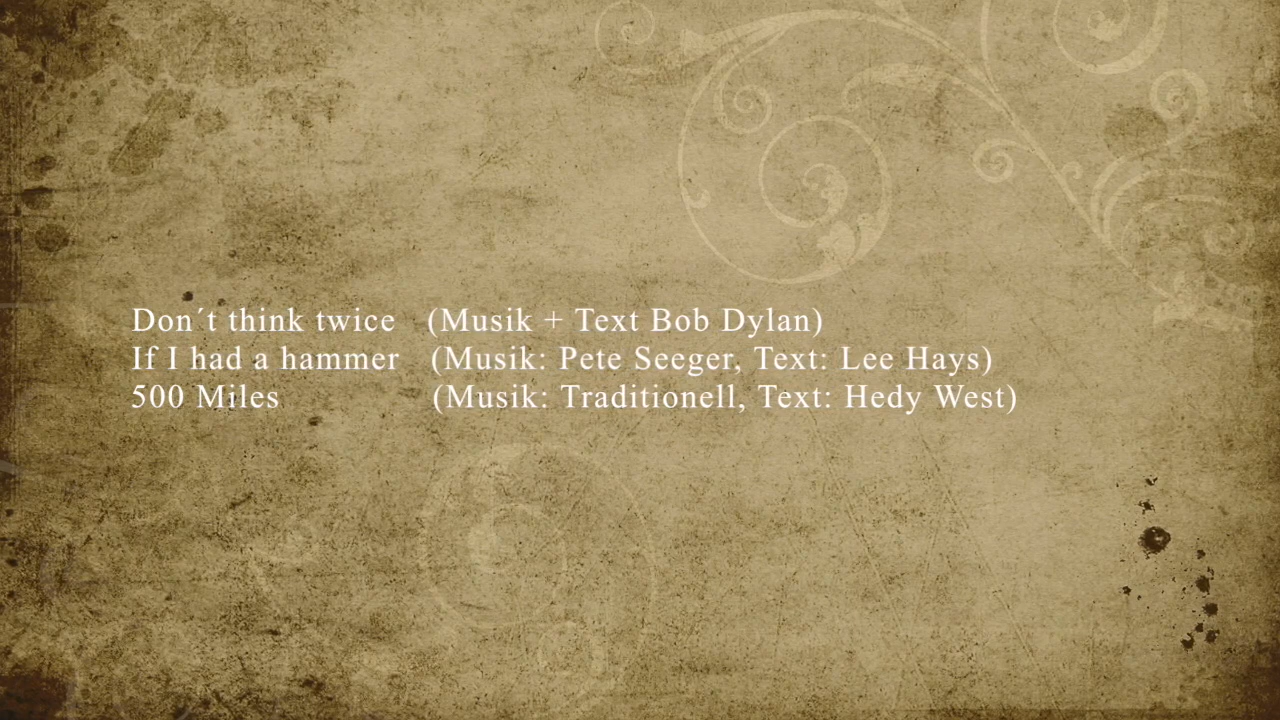 Don´t think twice (Musik + Text Bob Dylan)
If I had a hammer (Musik: Pete Seeger, Text: Lee Hays)
500 Miles (Musik: Traditionell, Text: Hedy West)